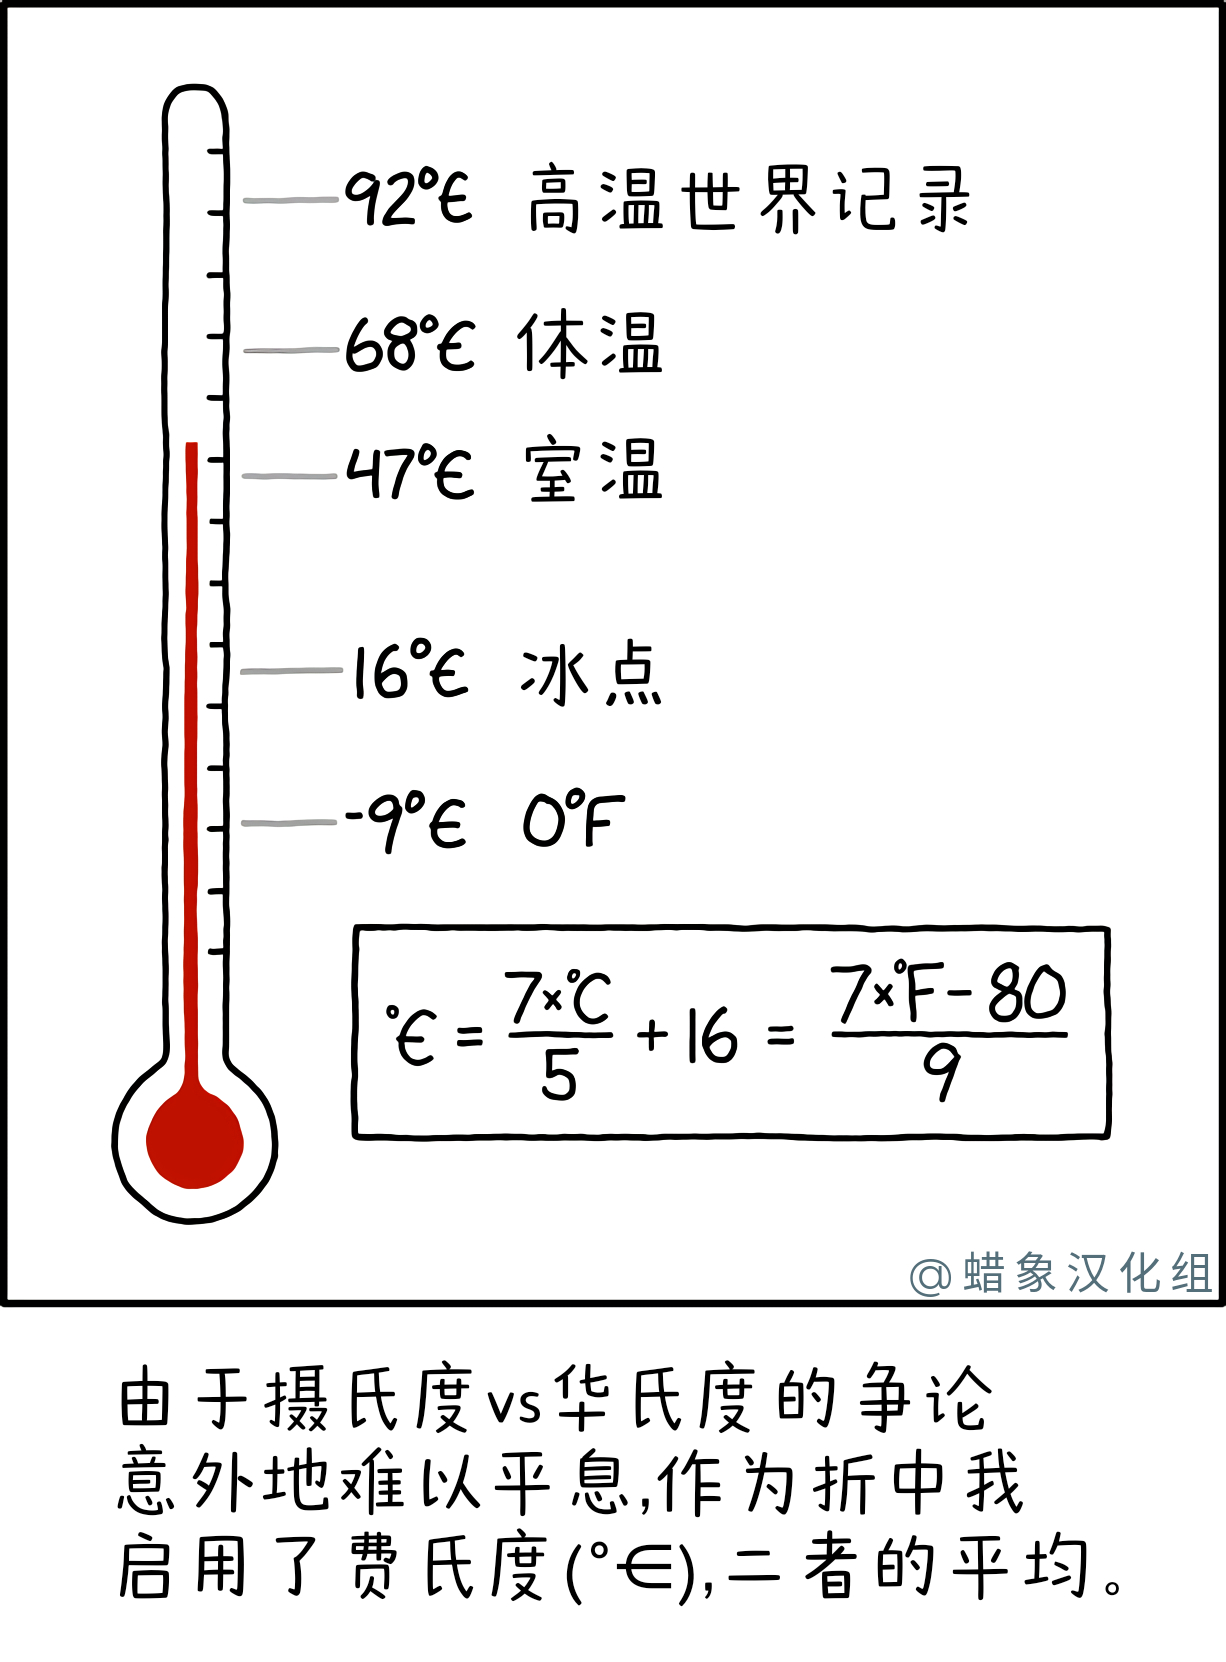 92°Є 高温世界记录
68°Є 体温
47°Є 室温
16°Є 冰点
-9°Є 0°F
°Є = 7×°C/5 + 16 = 7×°F-80/9
@蜡象汉化组
由于摄氏度vs华氏度的争论
意外地难以平息,作为折中我
启用了费氏度(°∈),二者的平均。